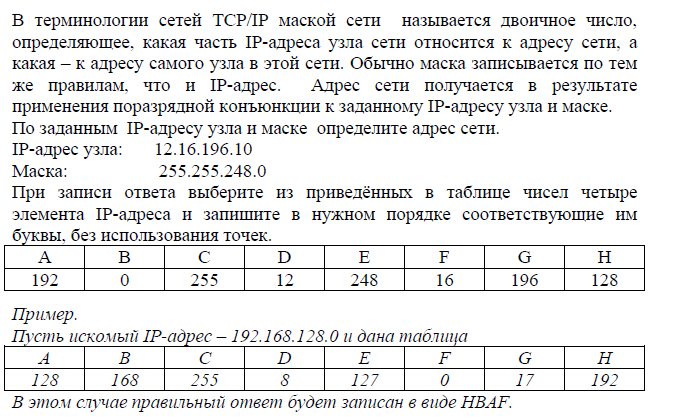 В терминологии сетей TCP/IP маской сети называется двоичное число,
определяющее, какая часть IP-адреса узла сети относится к адресу сети, а
какая – к адресу самого узла в этой сети. Обычно маска записывается по тем
же правилам, что и IP-адрес. Адрес сети получается в результате
применения поразрядной конъюнкции к заданному IP-адресу узла и маске.
По заданным IP-адресу узла и маске определите адрес сети.
IP-адрес узла: 12.16.196.10
Маска: 255.255.248.0
При записи ответа выберите из приведённых в таблице чисел четыре
элемента IP-адреса и запишите в нужном порядке соответствующие им
буквы, без использования точек.
A B C D E F G H
192 0 255 12 248 16 196 128
Пример.
Пусть искомый IP-адрес – 192.168.128.0 и дана таблица
A B C D E F G H
128 168 255 8 127 0 17 192
В этом случае правильный ответ будет записан в виде HBAF.